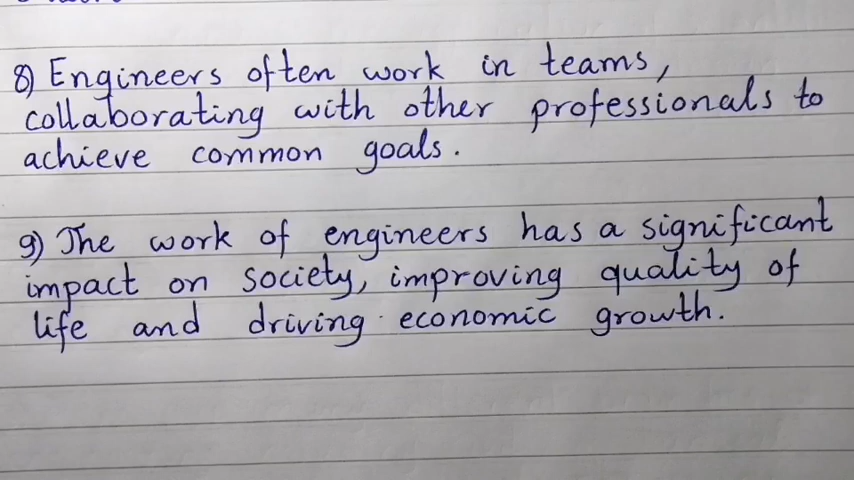 8) Engineers often work in teams,
collaborating with other professionals to
achieve common goals.
9) The work of engineers has a significant
impact on society, improving quality of
life and driving economic growth.